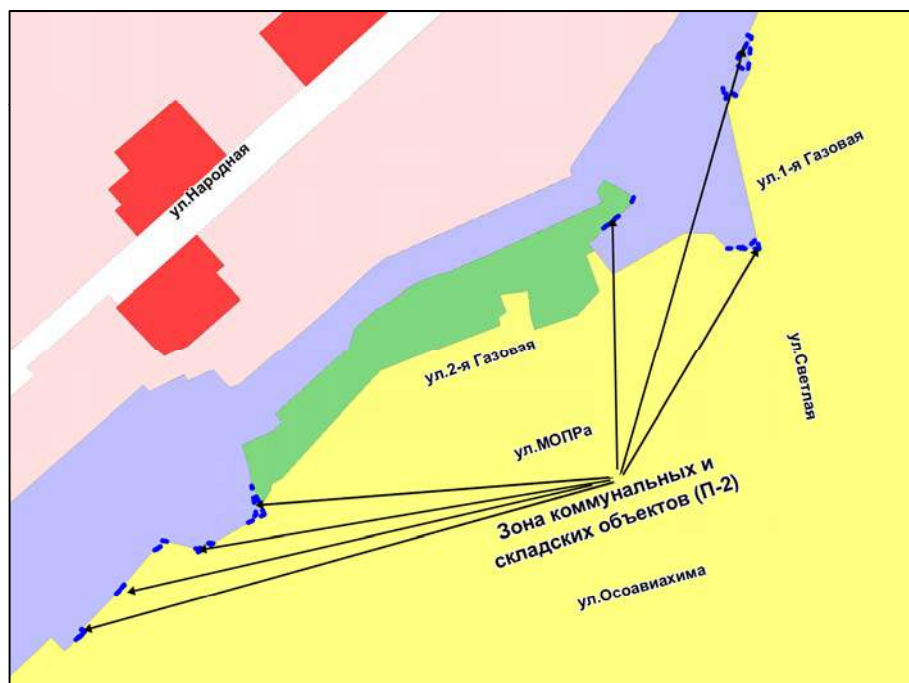 ул.Народная
ул.1-я Газовая
ул.2-я Газовая
ул.Светлая
ул.МОПРа
Зона коммунальных и
складских объектов (П-2)
ул.Осоавиахима